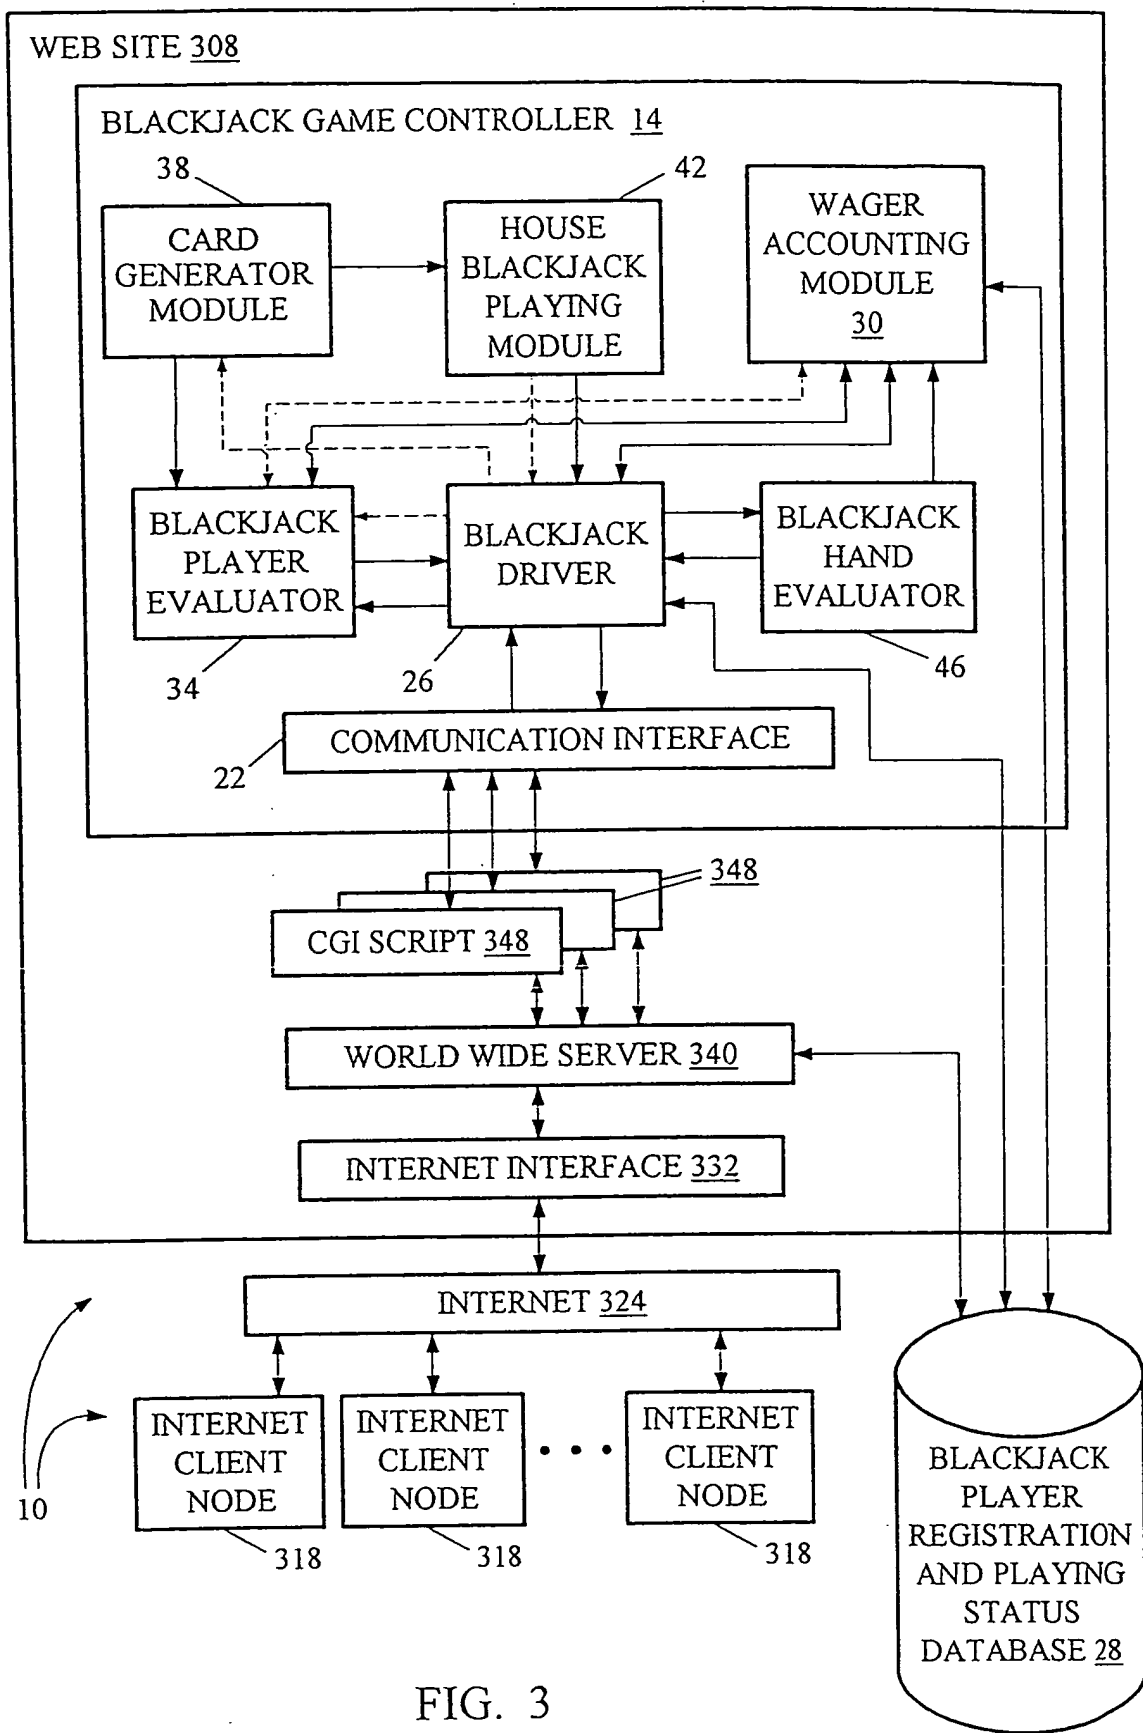 WEB SITE 308
BLACKJACK GAME CONTROLLER 14
38
42
CARD
GENERATOR
MODULE
HOUSE
BLACKJACK
PLAYING
MODULE
WAGER
ACCOUNTING
MODULE
30
BLACKJACK
PLAYER
EVALUATOR
BLACKJACK
DRIVER
BLACKJACK
HAND
EVALUATOR
34
26
46
COMMUNICATION INTERFACE
22
348
CGI SCRIPT 348
WORLD WIDE SERVER 340
INTERNET INTERFACE 332
INTERNET 324
INTERNET
CLIENT
NODE
INTERNET
CLIENT
NODE
• • •
INTERNET
CLIENT
NODE
10
318
318
318
BLACKJACK
PLAYER
REGISTRATION
AND PLAYING
STATUS
DATABASE 28
FIG. 3